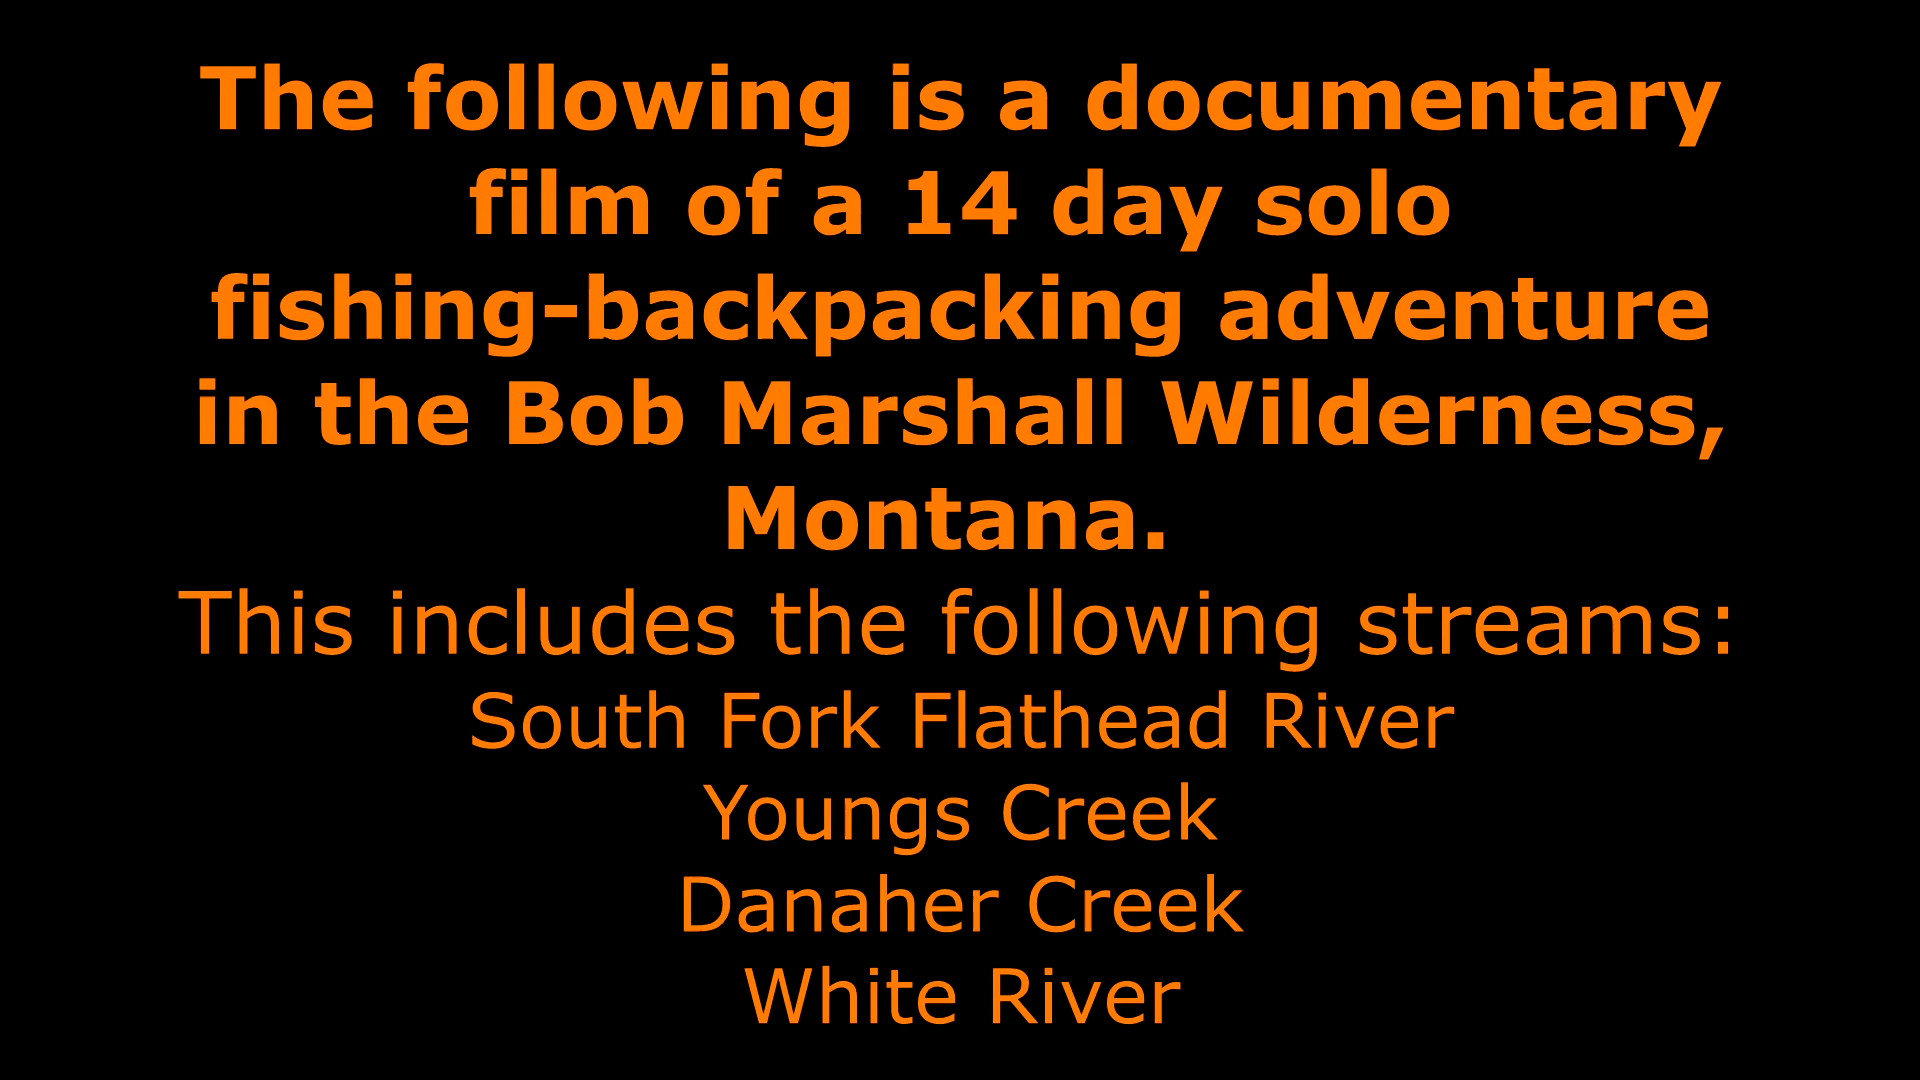 The following is a documentary
film of a 14 day solo
fishing-backpacking adventure
in the Bob Marshall Wilderness,
Montana.
This includes the following streams:
South Fork Flathead River
Youngs Creek
Danaher Creek
White River